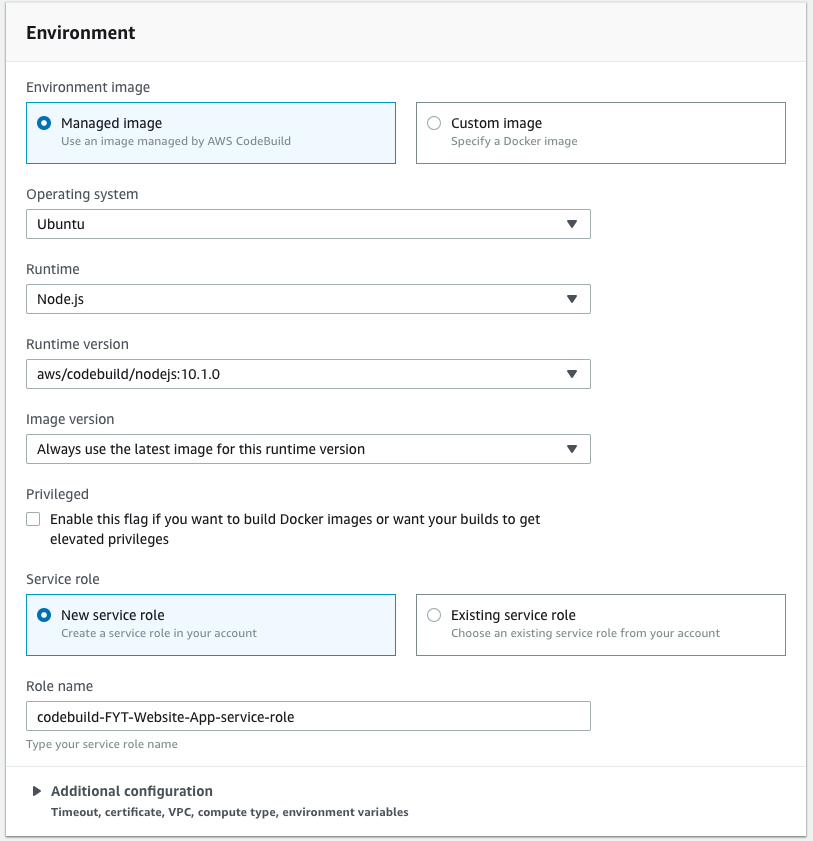 Environment
Environment image
Managed image
Use an image managed by AWS CodeBuild
Custom image
Specify a Docker image
Operating system
Ubuntu
Runtime
Node.js
Runtime version
aws/codebuild/nodejs:10.1.0
Image version
Always use the latest image for this runtime version
Privileged
Enable this flag if you want to build Docker images or want your builds to get
elevated privileges
Service role
New service role
Create a service role in your account
Existing service role
Choose an existing service role from your account
Role name
codebuild-FYT-Website-App-service-role
Type your service role name
Additional configuration
Timeout, certificate, VPC, compute type, environment variables